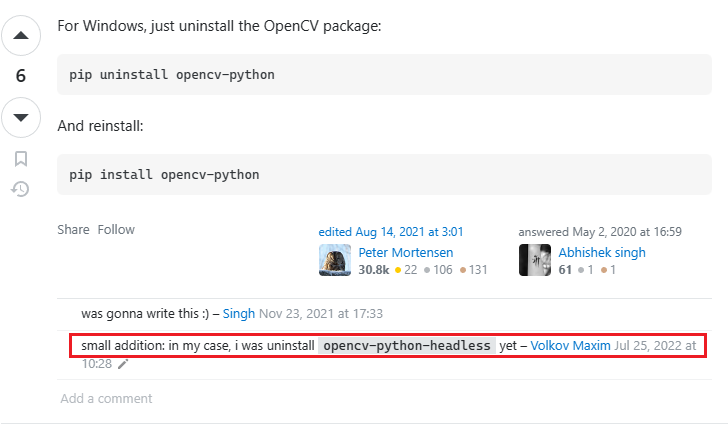 For Windows, just uninstall the OpenCV package:
6
pip uninstall opencv-python
And reinstall:
pip install opencv-python
Share Follow
edited Aug 14, 2021 at 3:01
Peter Mortensen
30.8k 22 106 131
answered May 2, 2020 at 16:59
Abhishek singh
61 1 1
was gonna write this :) – Singh Nov 23, 2021 at 17:33
small addition: in my case, i was uninstall opencv-python-headless yet – Volkov Maxim Jul 25, 2022 at
10:28
Add a comment